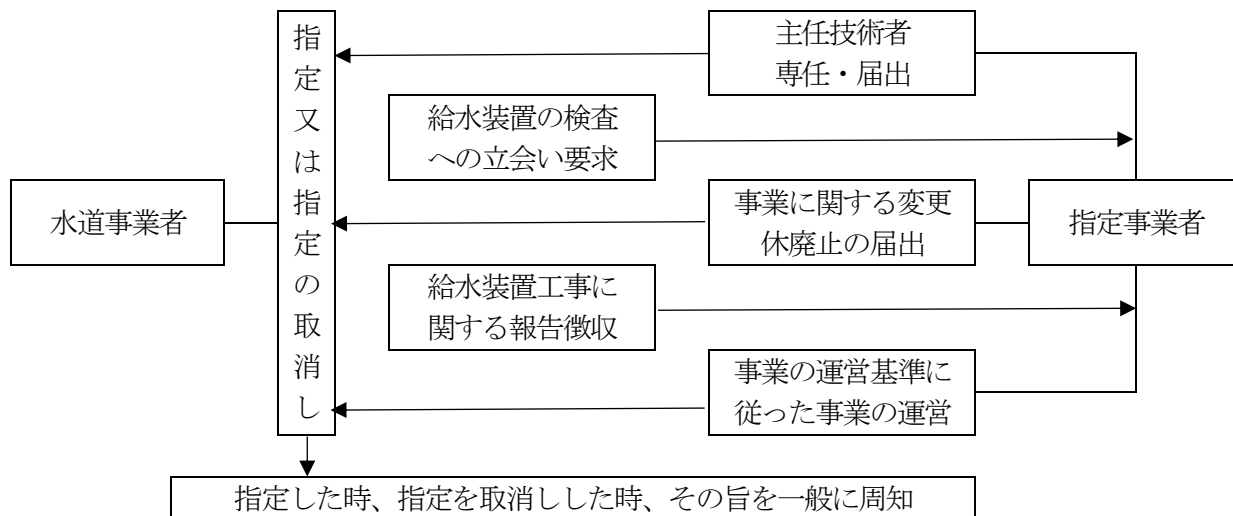 主任技術者
専任・届出
給水装置の検査
への立会い要求
指定又は指定の取消し
水道事業者
事業に関する変更
休廃止の届出
指定事業者
給水装置工事に
関する報告徴収
事業の運営基準に
従った事業の運営
指定した時、指定を取消しした時、その旨を一般に周知